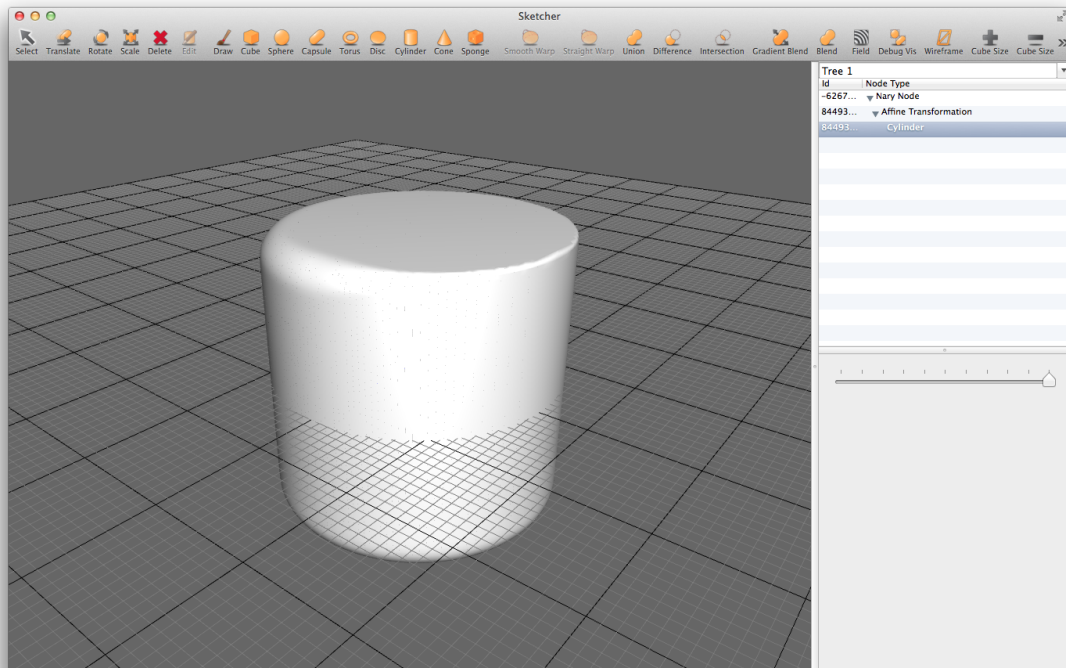 Sketcher
Select Translate Rotate Scale Delete Edit Draw Cube Sphere Capsule Torus Disc Cylinder Cone Sponge Smooth Warp Straight Warp Union Difference Intersection Gradient Blend Blend Field Debug Vis Wireframe Cube Size Cube Size
Tree 1
Id Node Type
-6267... Nary Node
84493... Affine Transformation
84493... Cylinder